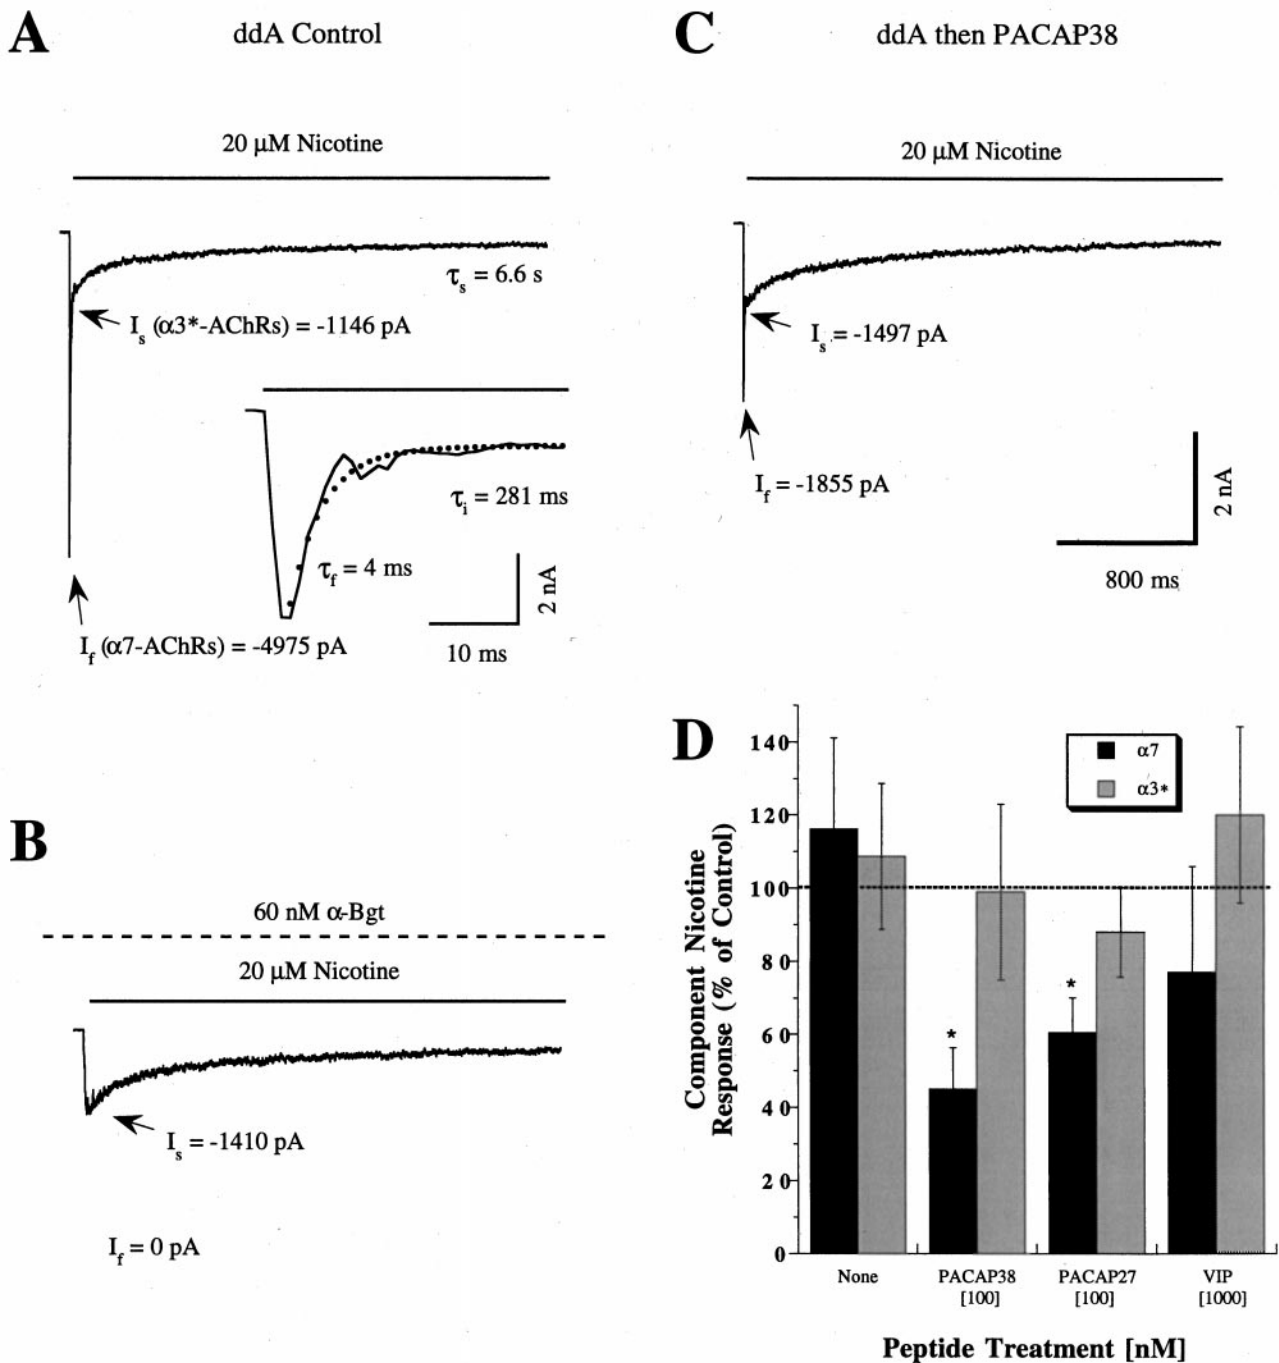 A
ddA Control
20 μM Nicotine
τs = 6.6 s
Is (α3*-AChRs) = -1146 pA
τi = 281 ms
τf = 4 ms
2 nA
10 ms
If (α7-AChRs) = -4975 pA
B
60 nM α-Bgt
20 μM Nicotine
Is = -1410 pA
If = 0 pA
C
ddA then PACAP38
20 μM Nicotine
Is = -1497 pA
If = -1855 pA
2 nA
800 ms
D
Component Nicotine
Response (% of Control)
140
120
100
80
60
40
20
0
α7
α3*
*
*
None
PACAP38
[100]
PACAP27
[100]
VIP
[1000]
Peptide Treatment [nM]